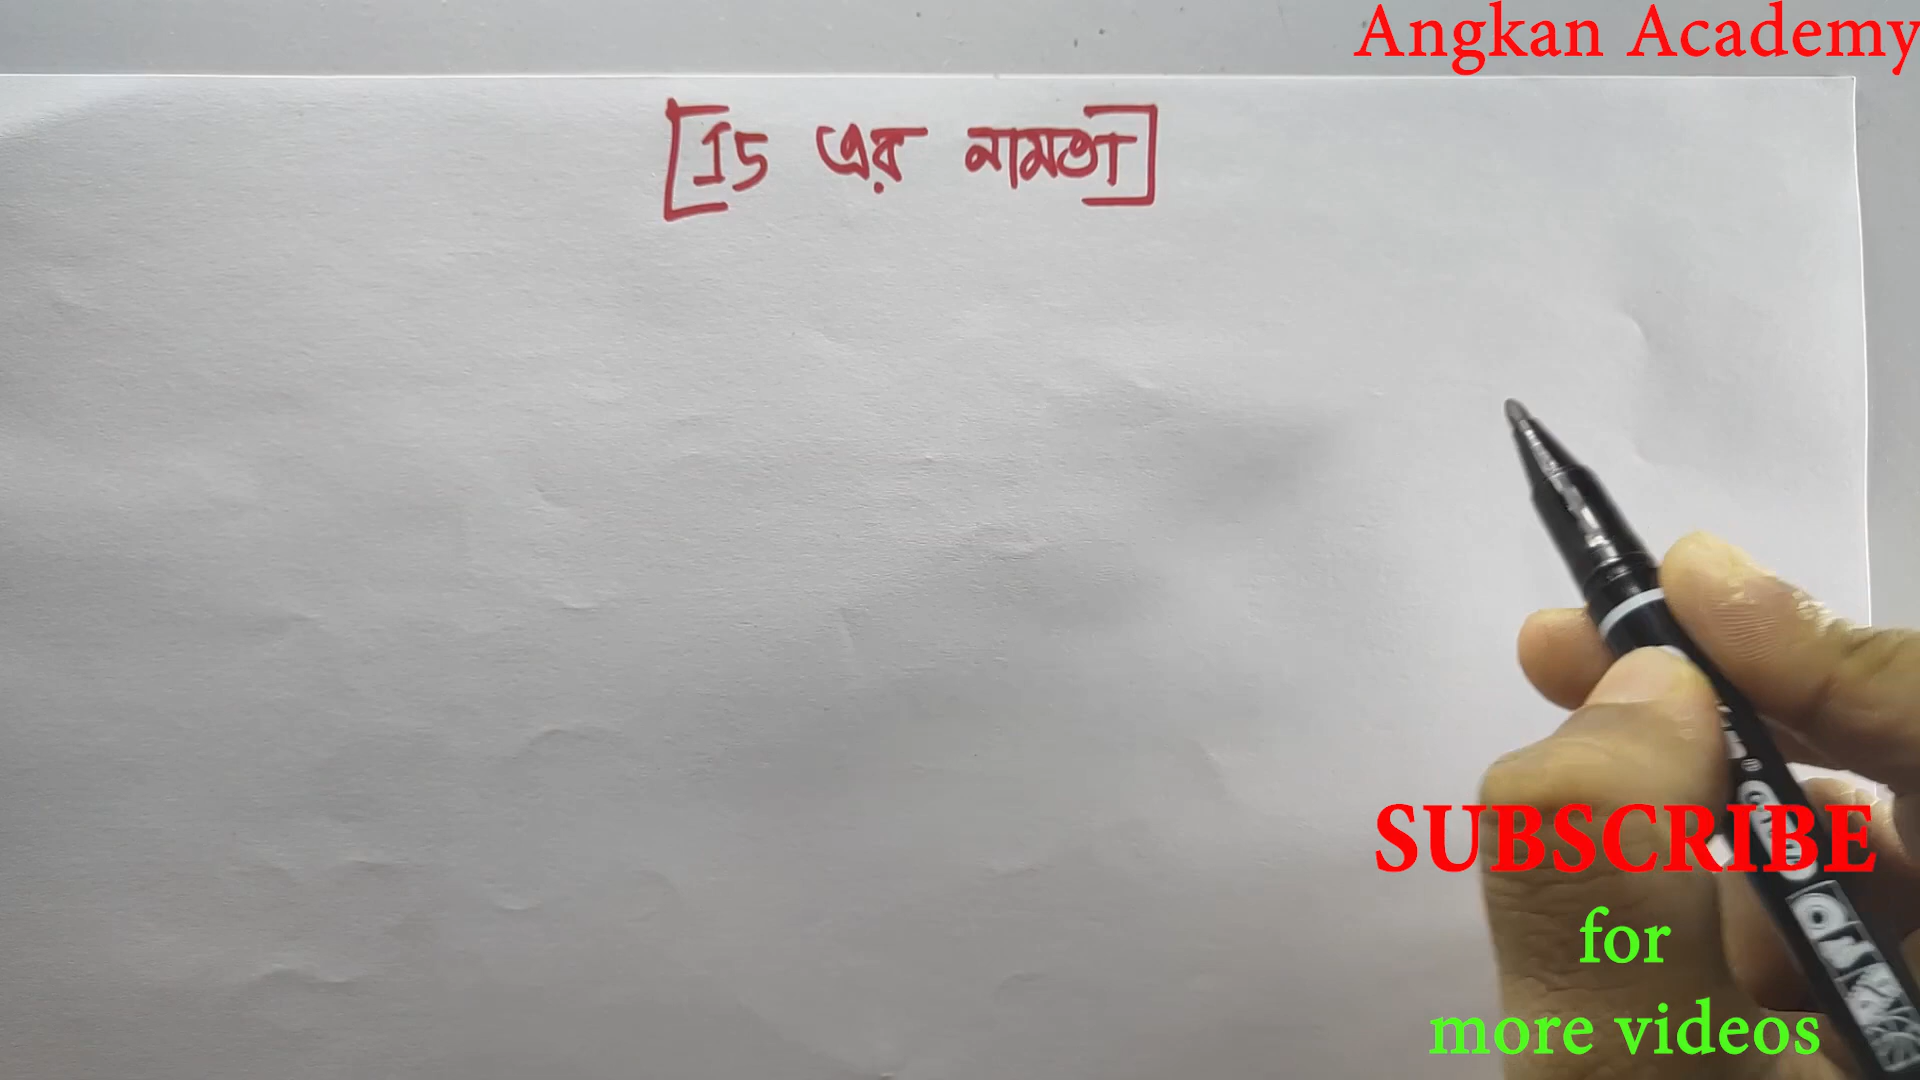 Angkan Academy
[15 এর নামতা]
SUBSCRIBE
for
more videos